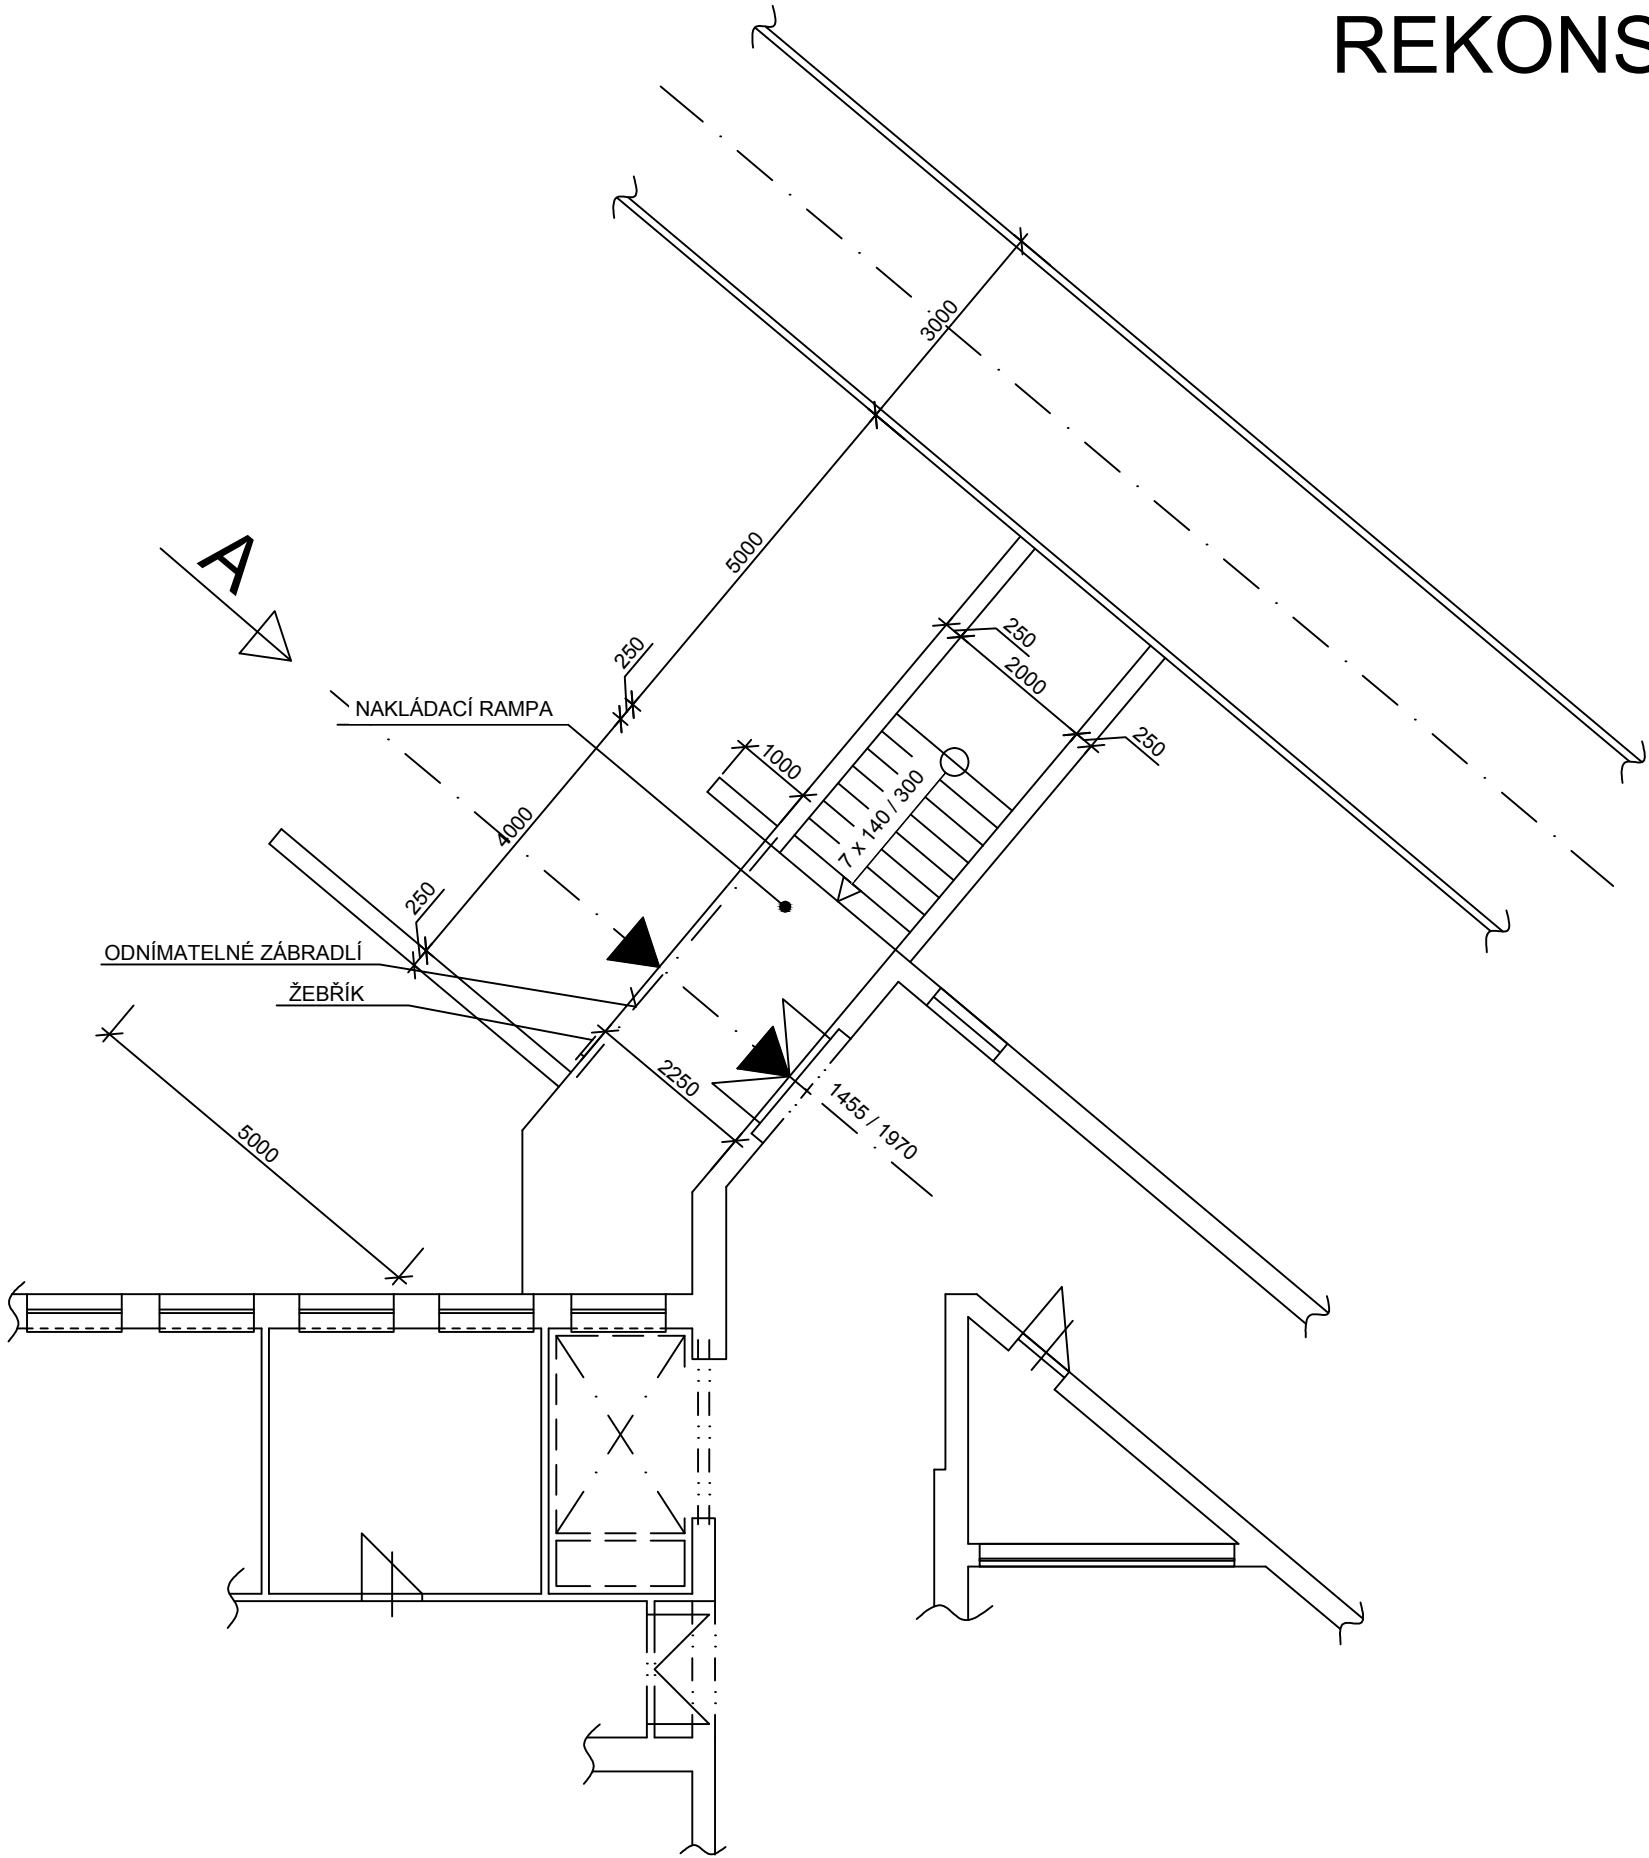 REKONS
3000
5000
A
250
250
2000
NAKLÁDACÍ RAMPA
250
1000
7 x 140 / 300
4000
250
ODNÍMATELNÉ ZÁBRADLÍ
ŽEBŘÍK
2250
1455 / 1970
5000